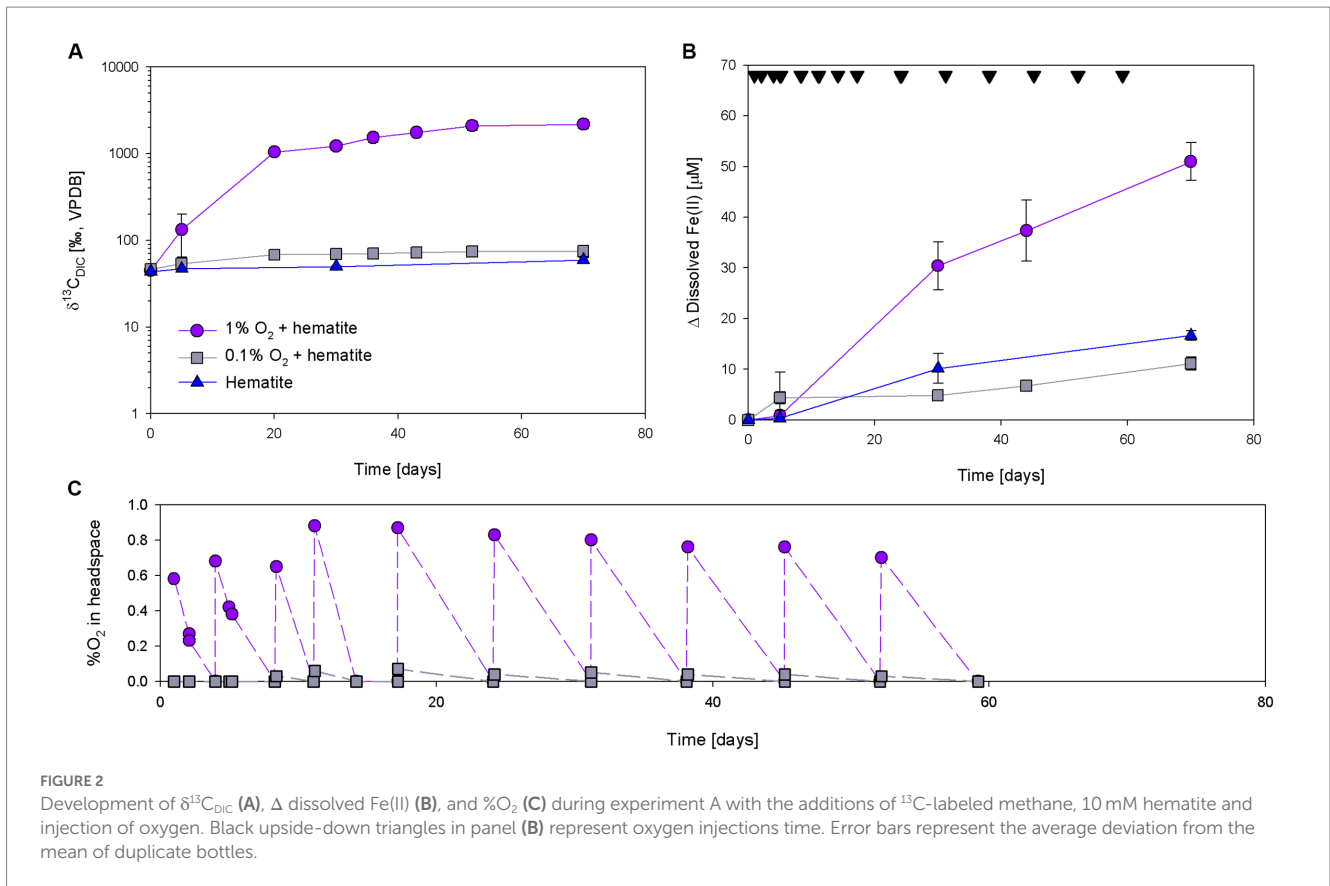 A
10000
1000
100
10
1
δ13CDIC [‰, VPDB]
1% O2 + hematite
0.1% O2 + hematite
Hematite
0 20 40 60 80
Time [days]
B
70
60
50
40
30
20
10
0
Δ Dissolved Fe(II) [µM]
0 20 40 60 80
Time [days]
C
1.0
0.8
0.6
0.4
0.2
0.0
%O2 in headspace
0 20 40 60 80
Time [days]
FIGURE 2
Development of δ13CDIC (A), Δ dissolved Fe(II) (B), and %O2 (C) during experiment A with the additions of 13C-labeled methane, 10 mM hematite and
injection of oxygen. Black upside-down triangles in panel (B) represent oxygen injections time. Error bars represent the average deviation from the
mean of duplicate bottles.